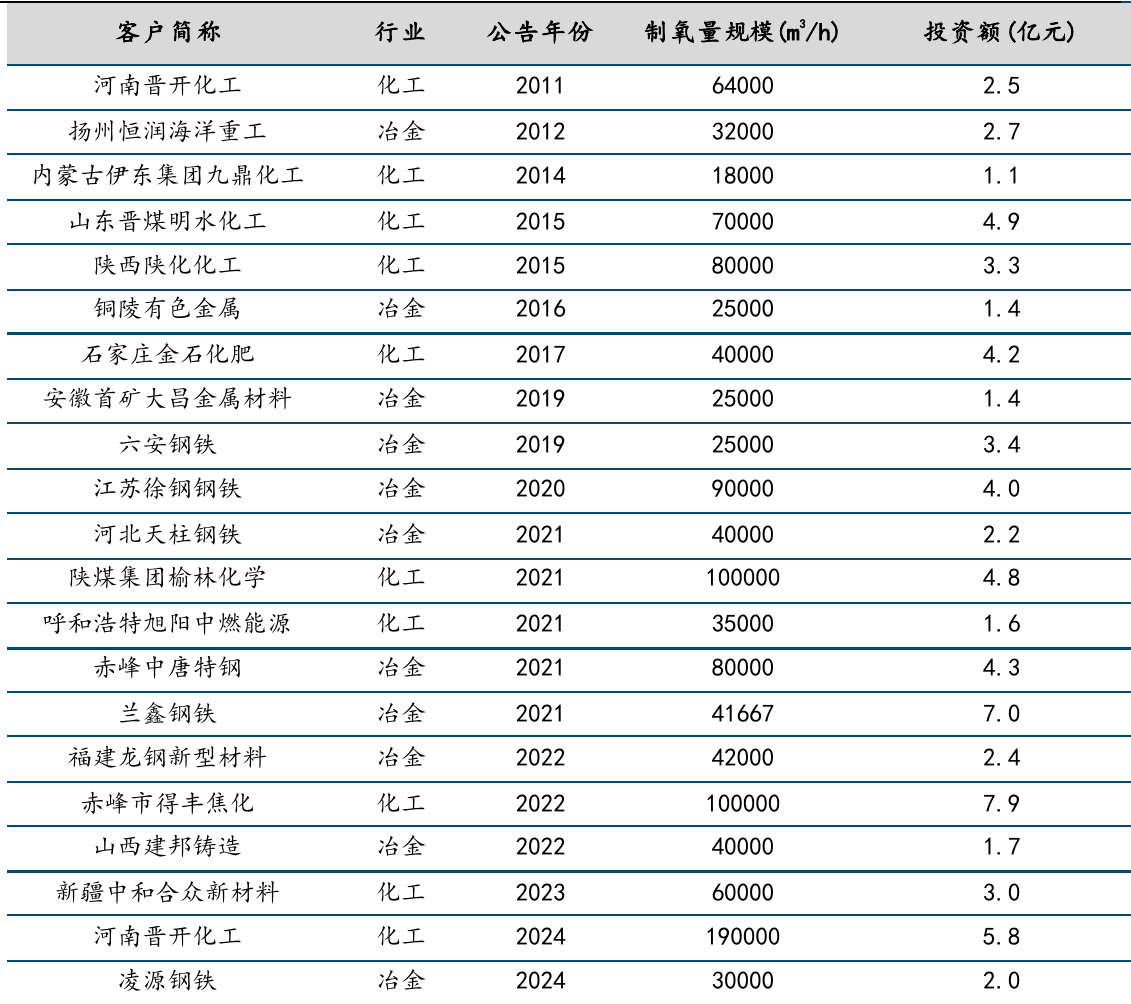 客户简称 行业 公告年份 制氧量规模(m³/h) 投资额(亿元)
河南晋开化工 化工 2011 64000 2.5
扬州恒润海洋重工 冶金 2012 32000 2.7
内蒙古伊东集团九鼎化工 化工 2014 18000 1.1
山东晋煤明水化工 化工 2015 70000 4.9
陕西陕化化工 化工 2015 80000 3.3
铜陵有色金属 冶金 2016 25000 1.4
石家庄金石化肥 化工 2017 40000 4.2
安徽首矿大昌金属材料 冶金 2019 25000 1.4
六安钢铁 冶金 2019 25000 3.4
江苏徐钢钢铁 冶金 2020 90000 4.0
河北天柱钢铁 冶金 2021 40000 2.2
陕煤集团榆林化学 化工 2021 100000 4.8
呼和浩特旭阳中燃能源 化工 2021 35000 1.6
赤峰中唐特钢 冶金 2021 80000 4.3
兰鑫钢铁 冶金 2021 41667 7.0
福建龙钢新型材料 冶金 2022 42000 2.4
赤峰市得丰焦化 化工 2022 100000 7.9
山西建邦铸造 冶金 2022 40000 1.7
新疆中和合众新材料 化工 2023 60000 3.0
河南晋开化工 化工 2024 190000 5.8
凌源钢铁 冶金 2024 30000 2.0